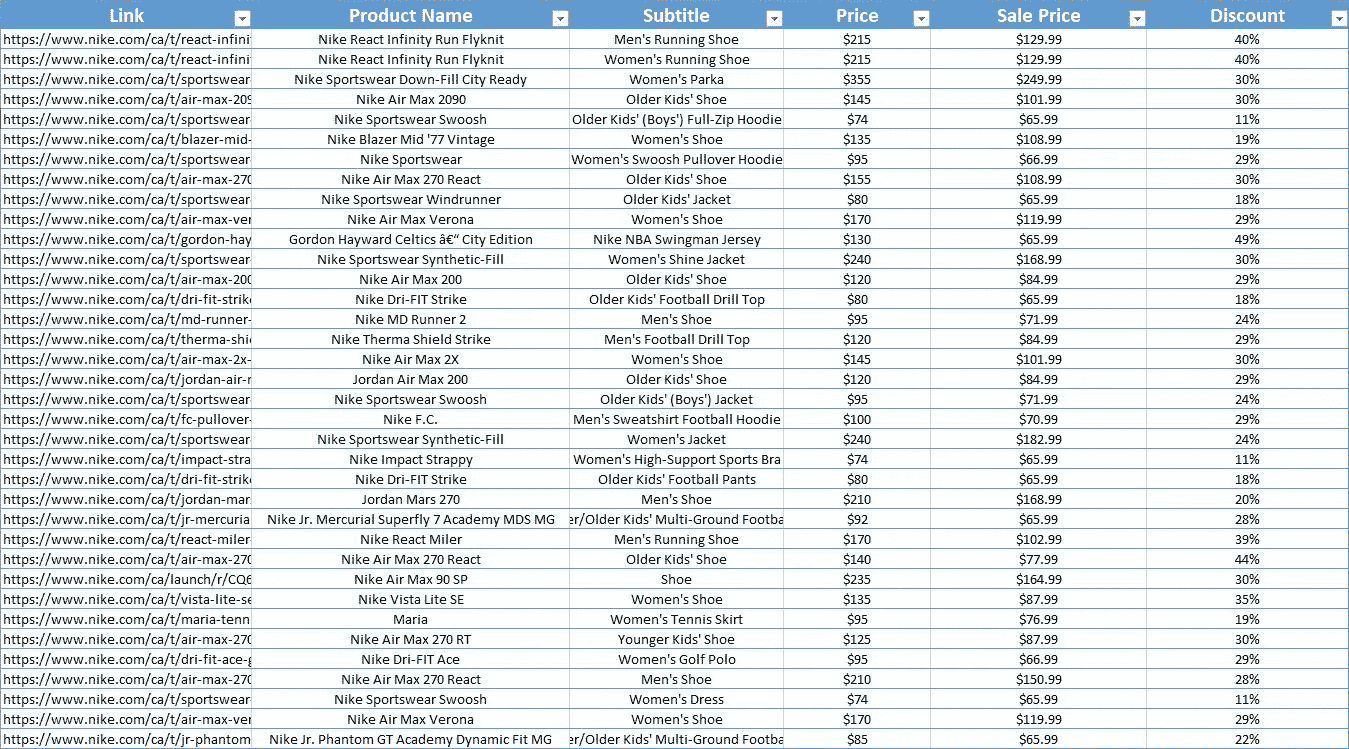 Link Product Name Subtitle Price Sale Price Discount
https://www.nike.com/ca/t/react-infini Nike React Infinity Run Flyknit Men's Running Shoe $215 $129.99 40%
https://www.nike.com/ca/t/react-infini Nike React Infinity Run Flyknit Women's Running Shoe $215 $129.99 40%
https://www.nike.com/ca/t/sportswear Nike Sportswear Down-Fill City Ready Women's Parka $355 $249.99 30%
https://www.nike.com/ca/t/air-max-209 Nike Air Max 2090 Older Kids' Shoe $145 $101.99 30%
https://www.nike.com/ca/t/sportswear Nike Sportswear Swoosh Older Kids' (Boys') Full-Zip Hoodie $74 $65.99 11%
https://www.nike.com/ca/t/blazer-mid- Nike Blazer Mid '77 Vintage Women's Shoe $135 $108.99 19%
https://www.nike.com/ca/t/sportswear Nike Sportswear Women's Swoosh Pullover Hoodie $95 $66.99 29%
https://www.nike.com/ca/t/air-max-270 Nike Air Max 270 React Older Kids' Shoe $155 $108.99 30%
https://www.nike.com/ca/t/sportswear Nike Sportswear Windrunner Older Kids' Jacket $80 $65.99 18%
https://www.nike.com/ca/t/air-max-ver Nike Air Max Verona Women's Shoe $170 $119.99 29%
https://www.nike.com/ca/t/gordon-hay Gordon Hayward Celtics â€“ City Edition Nike NBA Swingman Jersey $130 $65.99 49%
https://www.nike.com/ca/t/sportswear Nike Sportswear Synthetic-Fill Women's Shine Jacket $240 $168.99 30%
https://www.nike.com/ca/t/air-max-200 Nike Air Max 200 Older Kids' Shoe $120 $84.99 29%
https://www.nike.com/ca/t/dri-fit-strike Nike Dri-FIT Strike Older Kids' Football Drill Top $80 $65.99 18%
https://www.nike.com/ca/t/md-runner- Nike MD Runner 2 Men's Shoe $95 $71.99 24%
https://www.nike.com/ca/t/therma-shie Nike Therma Shield Strike Men's Football Drill Top $120 $84.99 29%
https://www.nike.com/ca/t/air-max-2x- Nike Air Max 2X Women's Shoe $145 $101.99 30%
https://www.nike.com/ca/t/jordan-air-r Jordan Air Max 200 Older Kids' Shoe $120 $84.99 29%
https://www.nike.com/ca/t/sportswear Nike Sportswear Swoosh Older Kids' (Boys') Jacket $95 $71.99 24%
https://www.nike.com/ca/t/fc-pullover- Nike F.C. Men's Sweatshirt Football Hoodie $100 $70.99 29%
https://www.nike.com/ca/t/sportswear Nike Sportswear Synthetic-Fill Women's Jacket $240 $182.99 24%
https://www.nike.com/ca/t/impact-stra Nike Impact Strappy Women's High-Support Sports Bra $74 $65.99 11%
https://www.nike.com/ca/t/dri-fit-strike Nike Dri-FIT Strike Older Kids' Football Pants $80 $65.99 18%
https://www.nike.com/ca/t/jordan-mar Jordan Mars 270 Men's Shoe $210 $168.99 20%
https://www.nike.com/ca/t/jr-mercuria Nike Jr. Mercurial Superfly 7 Academy MDS MG er/Older Kids' Multi-Ground Footba $92 $65.99 28%
https://www.nike.com/ca/t/react-miler Nike React Miler Men's Running Shoe $170 $102.99 39%
https://www.nike.com/ca/t/air-max-270 Nike Air Max 270 React Older Kids' Shoe $140 $77.99 44%
https://www.nike.com/ca/launch/r/CQ6 Nike Air Max 90 SP Shoe $235 $164.99 30%
https://www.nike.com/ca/t/vista-lite-se Nike Vista Lite SE Women's Shoe $135 $87.99 35%
https://www.nike.com/ca/t/maria-tenn Maria Women's Tennis Skirt $95 $76.99 19%
https://www.nike.com/ca/t/air-max-270 Nike Air Max 270 RT Younger Kids' Shoe $125 $87.99 30%
https://www.nike.com/ca/t/dri-fit-ace-g Nike Dri-FIT Ace Women's Golf Polo $95 $66.99 29%
https://www.nike.com/ca/t/air-max-270 Nike Air Max 270 React Men's Shoe $210 $150.99 28%
https://www.nike.com/ca/t/sportswear Nike Sportswear Swoosh Women's Dress $74 $65.99 11%
https://www.nike.com/ca/t/air-max-ver Nike Air Max Verona Women's Shoe $170 $119.99 29%
https://www.nike.com/ca/t/jr-phantom Nike Jr. Phantom GT Academy Dynamic Fit MG er/Older Kids' Multi-Ground Footba $85 $65.99 22%